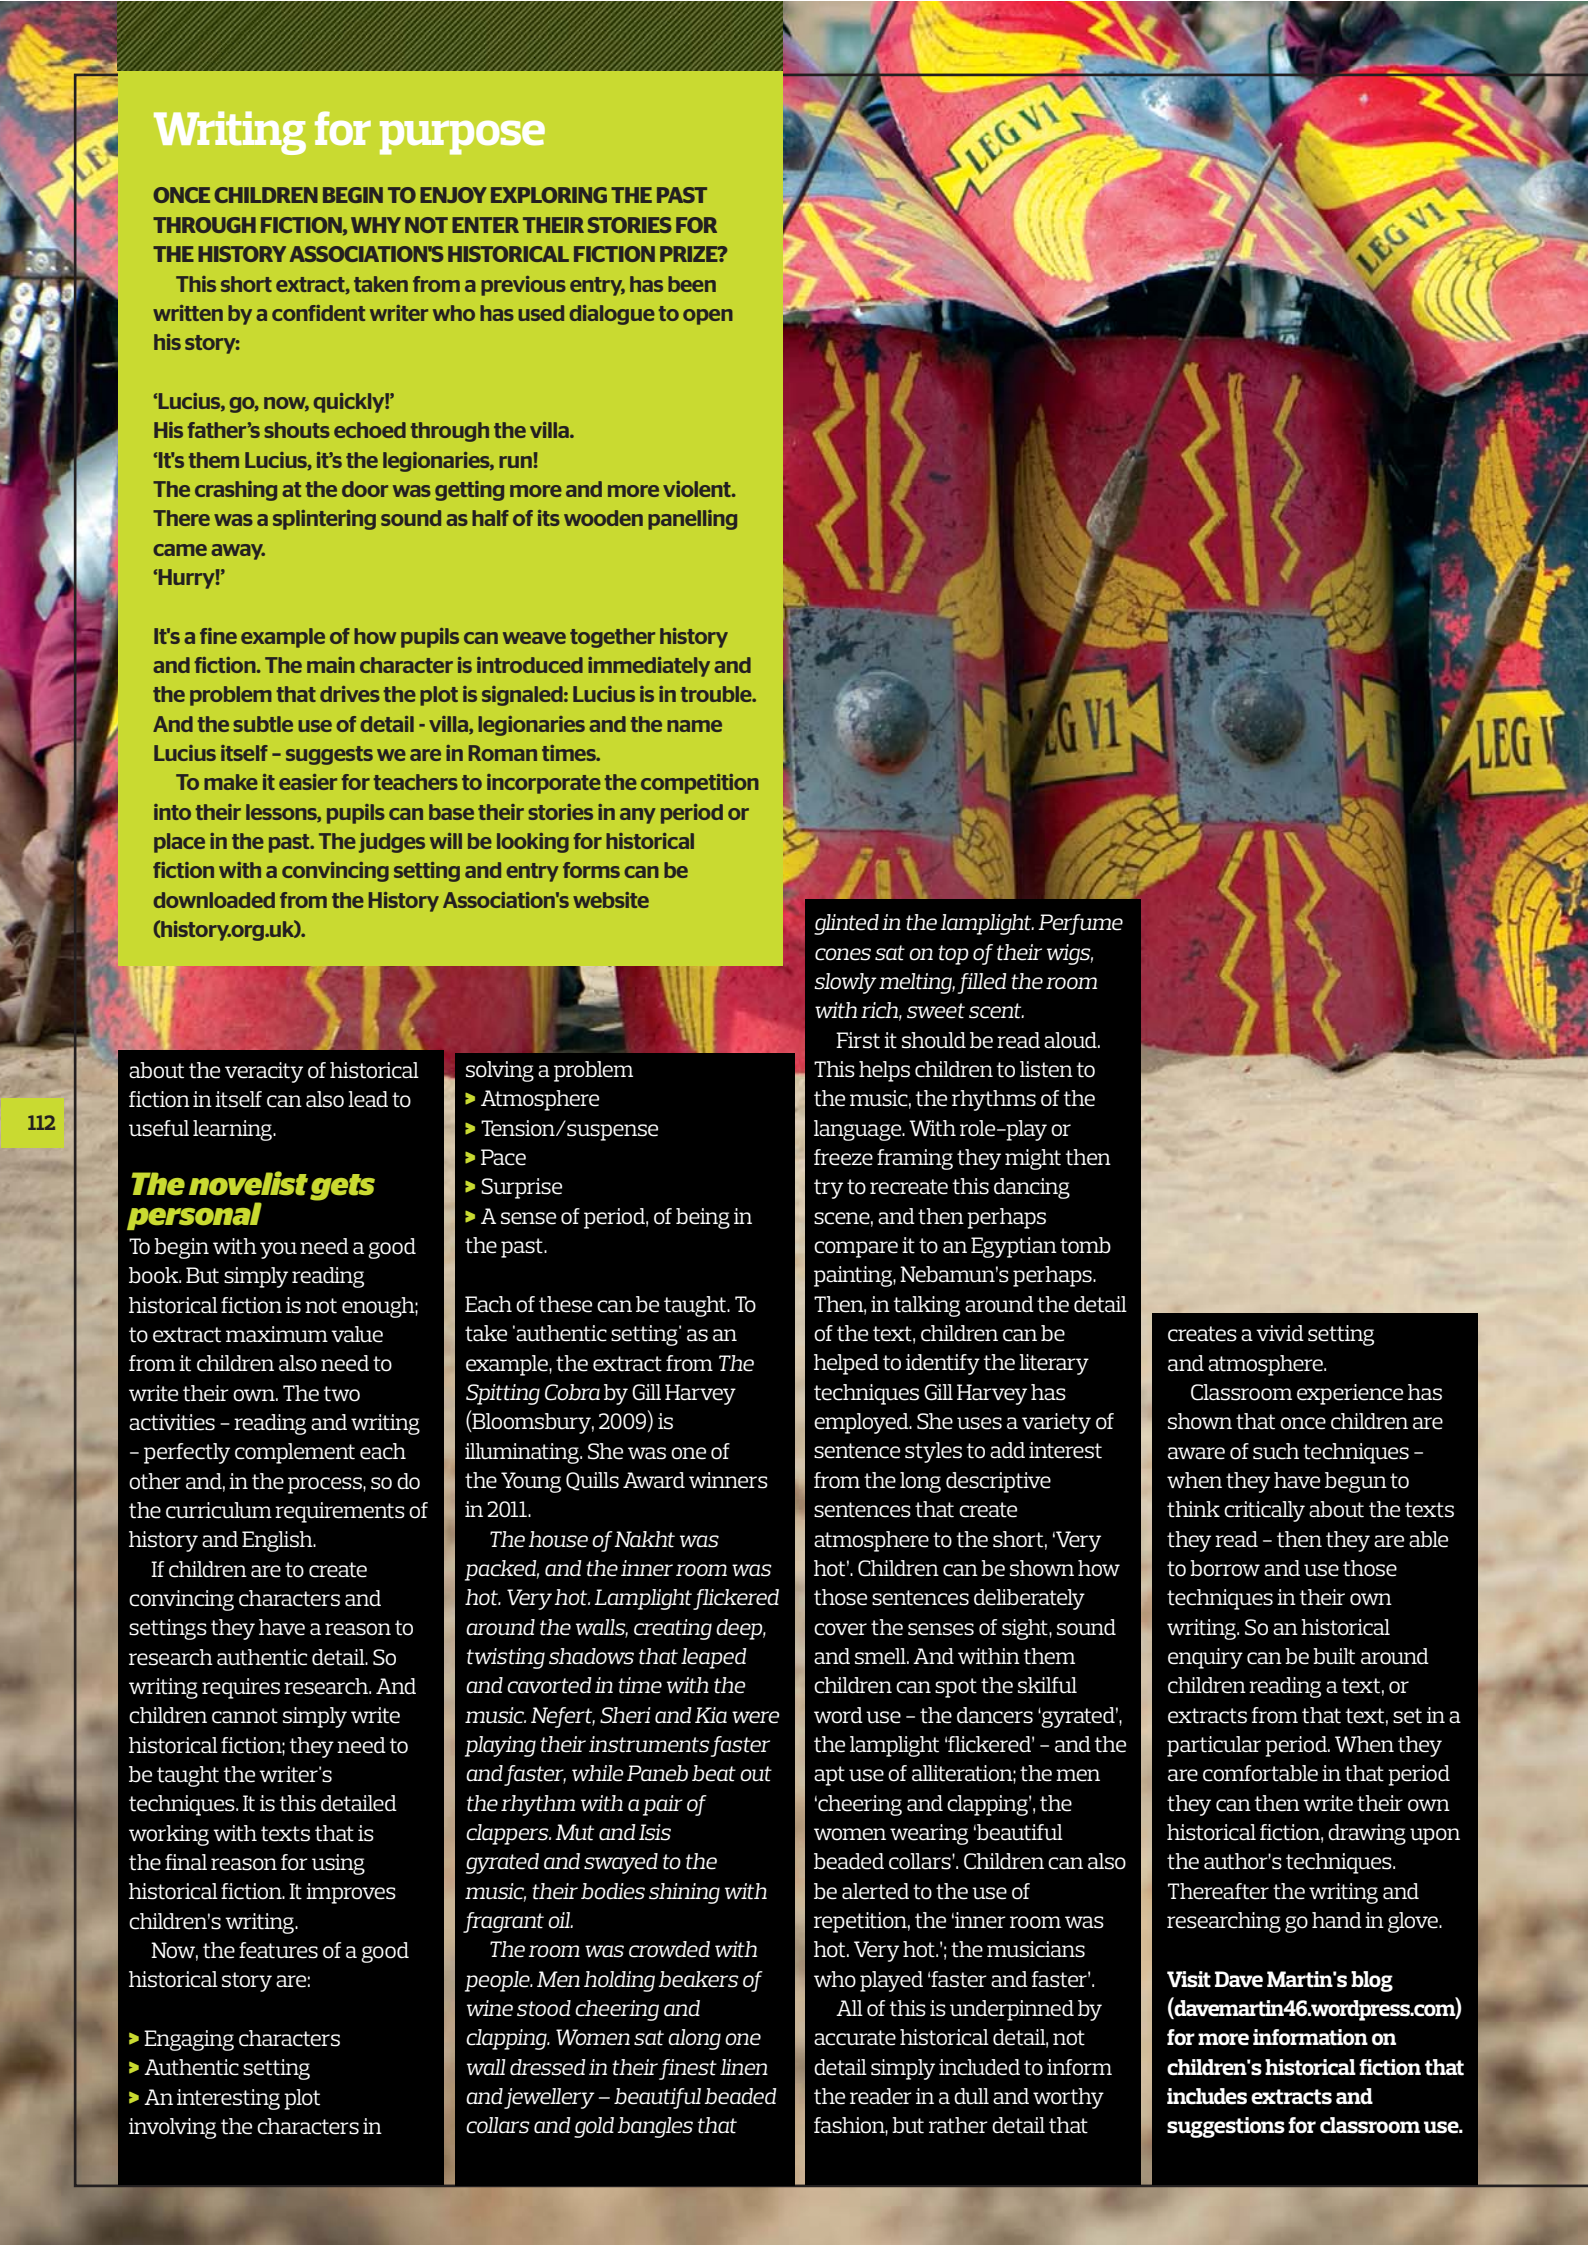 Writing for purpose
ONCE CHILDREN BEGIN TO ENJOY EXPLORING THE PAST
THROUGH FICTION, WHY NOT ENTER THEIR STORIES FOR
THE HISTORY ASSOCIATION'S HISTORICAL FICTION PRIZE?
This short extract, taken from a previous entry, has been
written by a confident writer who has used dialogue to open
his story:
‘Lucius, go, now, quickly!’
His father’s shouts echoed through the villa.
‘It's them Lucius, it’s the legionaries, run!
The crashing at the door was getting more and more violent.
There was a splintering sound as half of its wooden panelling
came away.
‘Hurry!’
It's a fine example of how pupils can weave together history
and fiction. The main character is introduced immediately and
the problem that drives the plot is signaled: Lucius is in trouble.
And the subtle use of detail - villa, legionaries and the name
Lucius itself – suggests we are in Roman times.
To make it easier for teachers to incorporate the competition
into their lessons, pupils can base their stories in any period or
place in the past. The judges will be looking for historical
fiction with a convincing setting and entry forms can be
downloaded from the History Association's website
(history.org.uk).
LEG V1
LEG V1
LE
LEG V1
LEG V
112
about the veracity of historical
fiction in itself can also lead to
useful learning.
The novelist gets
personal
To begin with you need a good
book. But simply reading
historical fiction is not enough;
to extract maximum value
from it children also need to
write their own. The two
activities – reading and writing
– perfectly complement each
other and, in the process, so do
the curriculum requirements of
history and English.
If children are to create
convincing characters and
settings they have a reason to
research authentic detail. So
writing requires research. And
children cannot simply write
historical fiction; they need to
be taught the writer's
techniques. It is this detailed
working with texts that is
the final reason for using
historical fiction. It improves
children's writing.
Now, the features of a good
historical story are:
> Engaging characters
> Authentic setting
> An interesting plot
involving the characters in
solving a problem
> Atmosphere
> Tension/suspense
> Pace
> Surprise
> A sense of period, of being in
the past.
Each of these can be taught. To
take 'authentic setting' as an
example, the extract from The
Spitting Cobra by Gill Harvey
(Bloomsbury, 2009) is
illuminating. She was one of
the Young Quills Award winners
in 2011.
The house of Nakht was
packed, and the inner room was
hot. Very hot. Lamplight flickered
around the walls, creating deep,
twisting shadows that leaped
and cavorted in time with the
music. Nefert, Sheri and Kia were
playing their instruments faster
and faster, while Paneb beat out
the rhythm with a pair of
clappers. Mut and Isis
gyrated and swayed to the
music, their bodies shining with
fragrant oil.
The room was crowded with
people. Men holding beakers of
wine stood cheering and
clapping. Women sat along one
wall dressed in their finest linen
and jewellery – beautiful beaded
collars and gold bangles that
glinted in the lamplight. Perfume
cones sat on top of their wigs,
slowly melting, filled the room
with rich, sweet scent.
First it should be read aloud.
This helps children to listen to
the music, the rhythms of the
language. With role-play or
freeze framing they might then
try to recreate this dancing
scene, and then perhaps
compare it to an Egyptian tomb
painting, Nebamun's perhaps.
Then, in talking around the detail
of the text, children can be
helped to identify the literary
techniques Gill Harvey has
employed. She uses a variety of
sentence styles to add interest
from the long descriptive
sentences that create
atmosphere to the short, ‘Very
hot’. Children can be shown how
those sentences deliberately
cover the senses of sight, sound
and smell. And within them
children can spot the skilful
word use – the dancers ‘gyrated’,
the lamplight ‘flickered’ – and the
apt use of alliteration; the men
‘cheering and clapping’, the
women wearing ‘beautiful
beaded collars’. Children can also
be alerted to the use of
repetition, the ‘inner room was
hot. Very hot.’; the musicians
who played ‘faster and faster’.
All of this is underpinned by
accurate historical detail, not
detail simply included to inform
the reader in a dull and worthy
fashion, but rather detail that
creates a vivid setting
and atmosphere.
Classroom experience has
shown that once children are
aware of such techniques –
when they have begun to
think critically about the texts
they read – then they are able
to borrow and use those
techniques in their own
writing. So an historical
enquiry can be built around
children reading a text, or
extracts from that text, set in a
particular period. When they
are comfortable in that period
they can then write their own
historical fiction, drawing upon
the author's techniques.
Thereafter the writing and
researching go hand in glove.
Visit Dave Martin's blog
(davemartin46.wordpress.com)
for more information on
children's historical fiction that
includes extracts and
suggestions for classroom use.